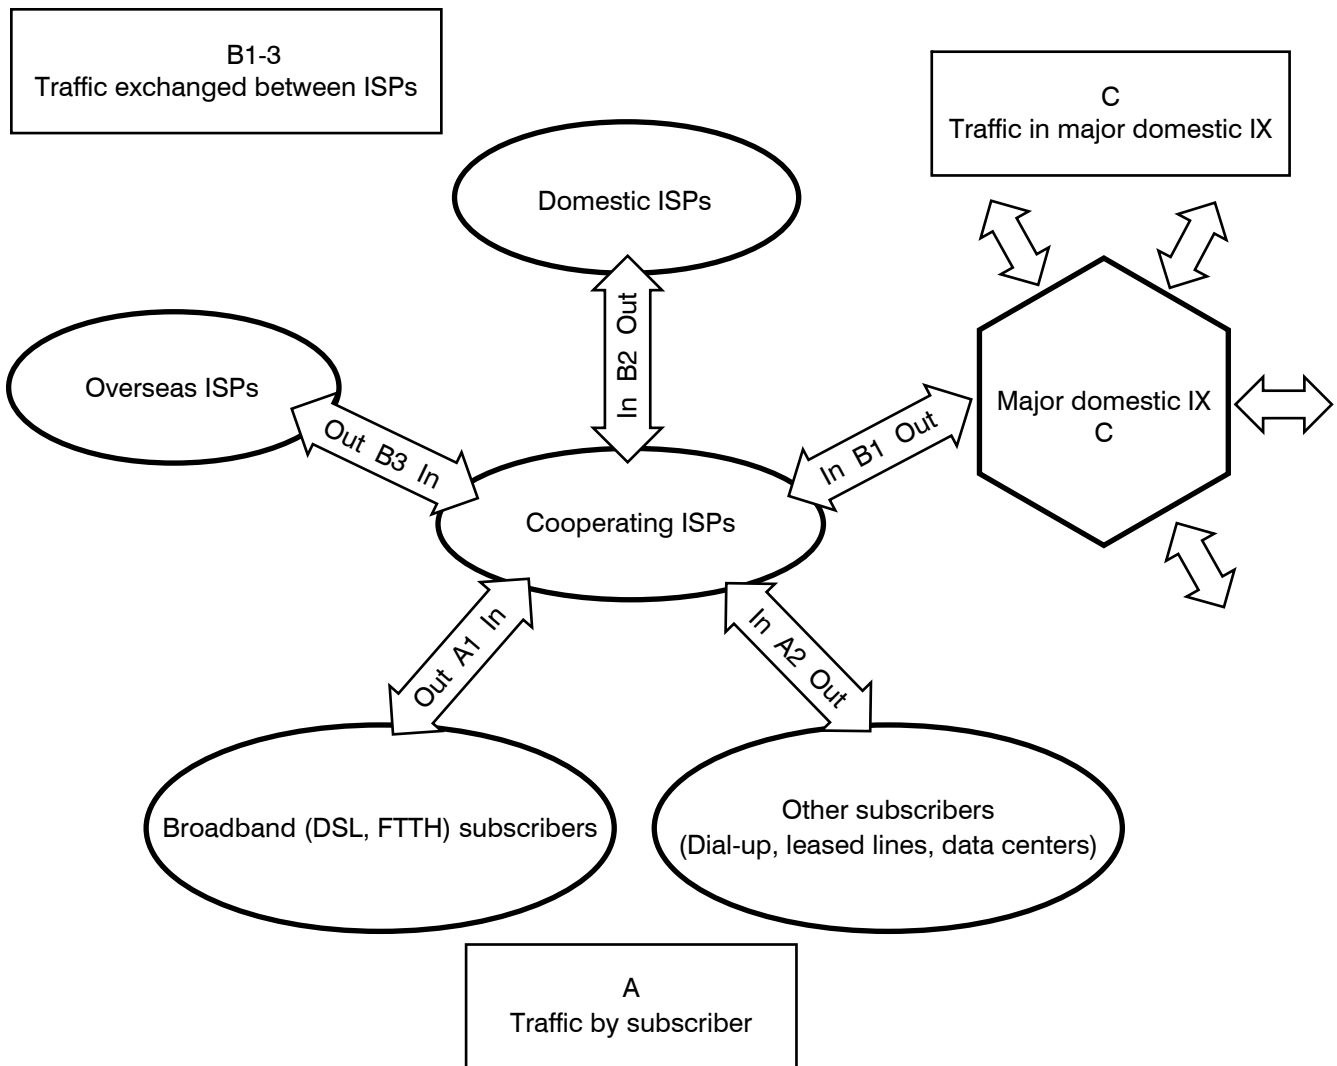 B1-3
Traffic exchanged between ISPs
C
Traffic in major domestic IX
Domestic ISPs
In B2 Out
Overseas ISPs
Out B3 In
In B1 Out
Major domestic IX
C
Cooperating ISPs
Out A1 In
In A2 Out
Broadband (DSL, FTTH) subscribers
Other subscribers
(Dial-up, leased lines, data centers)
A
Traffic by subscriber